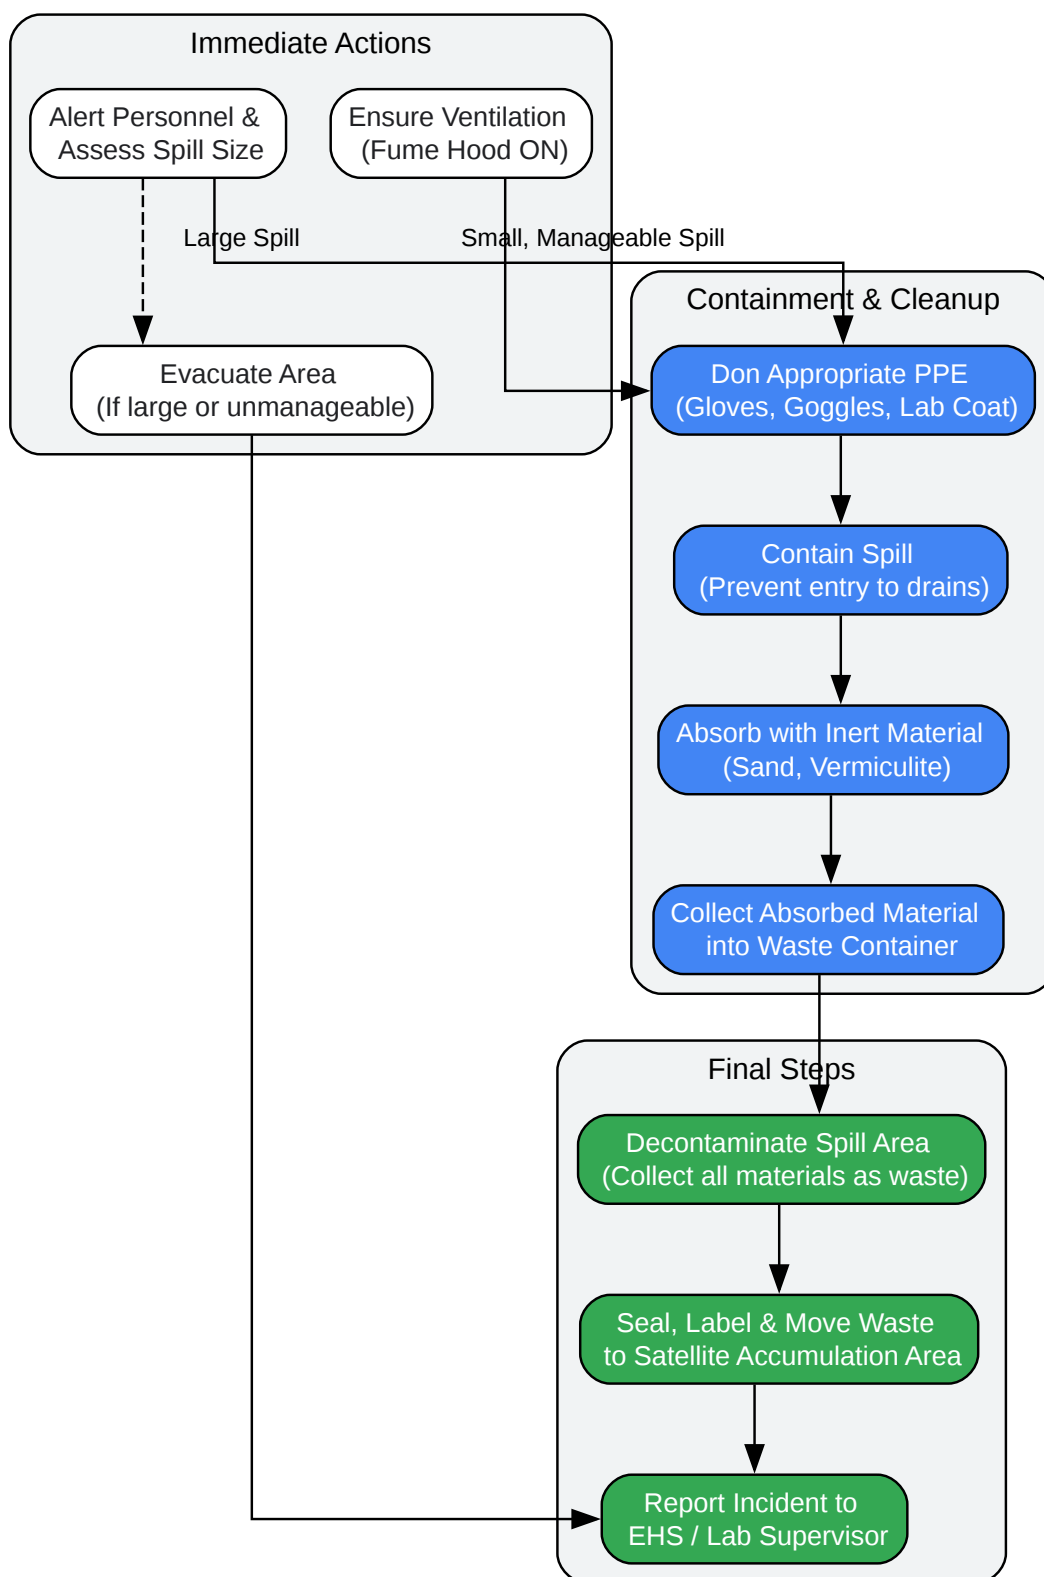 Immediate Actions
Alert Personnel &
Assess Spill Size
Ensure Ventilation
(Fume Hood ON)
Large Spill
Small, Manageable Spill
Evacuate Area
(If large or unmanageable)
Containment & Cleanup
Don Appropriate PPE
(Gloves, Goggles, Lab Coat)
Contain Spill
(Prevent entry to drains)
Absorb with Inert Material
(Sand, Vermiculite)
Collect Absorbed Material
into Waste Container
Final Steps
Decontaminate Spill Area
(Collect all materials as waste)
Seal, Label & Move Waste
to Satellite Accumulation Area
Report Incident to
EHS / Lab Supervisor